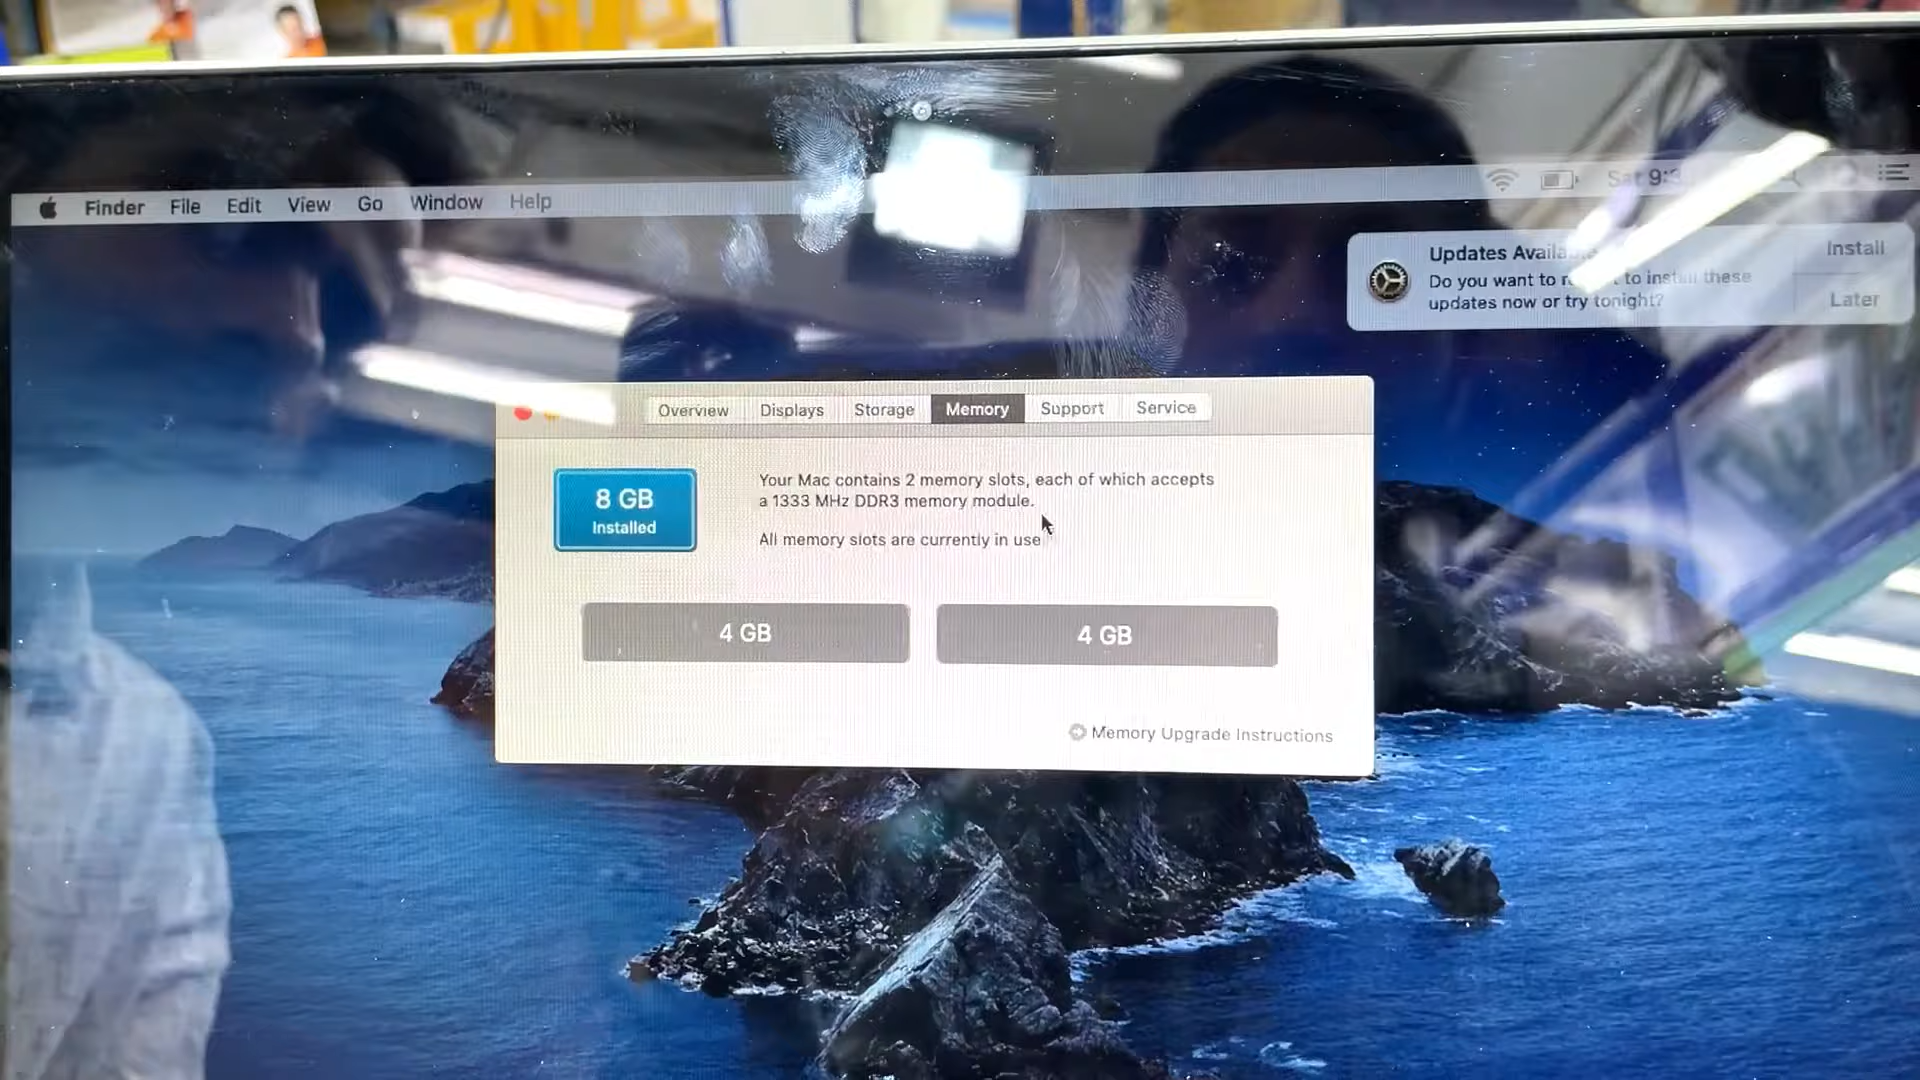 Finder File Edit View Go Window Help
Sat
Updates
Install
Do you want to to install these
updates now or try tonight?
Later
Overview Displays Storage Memory Support Service
8 GB
Installed
Your Mac contains 2 memory slots, each of which accepts
a 1333 MHz DDR3 memory module.
All memory slots are currently in use
4 GB 4 GB
Memory Upgrade Instructions